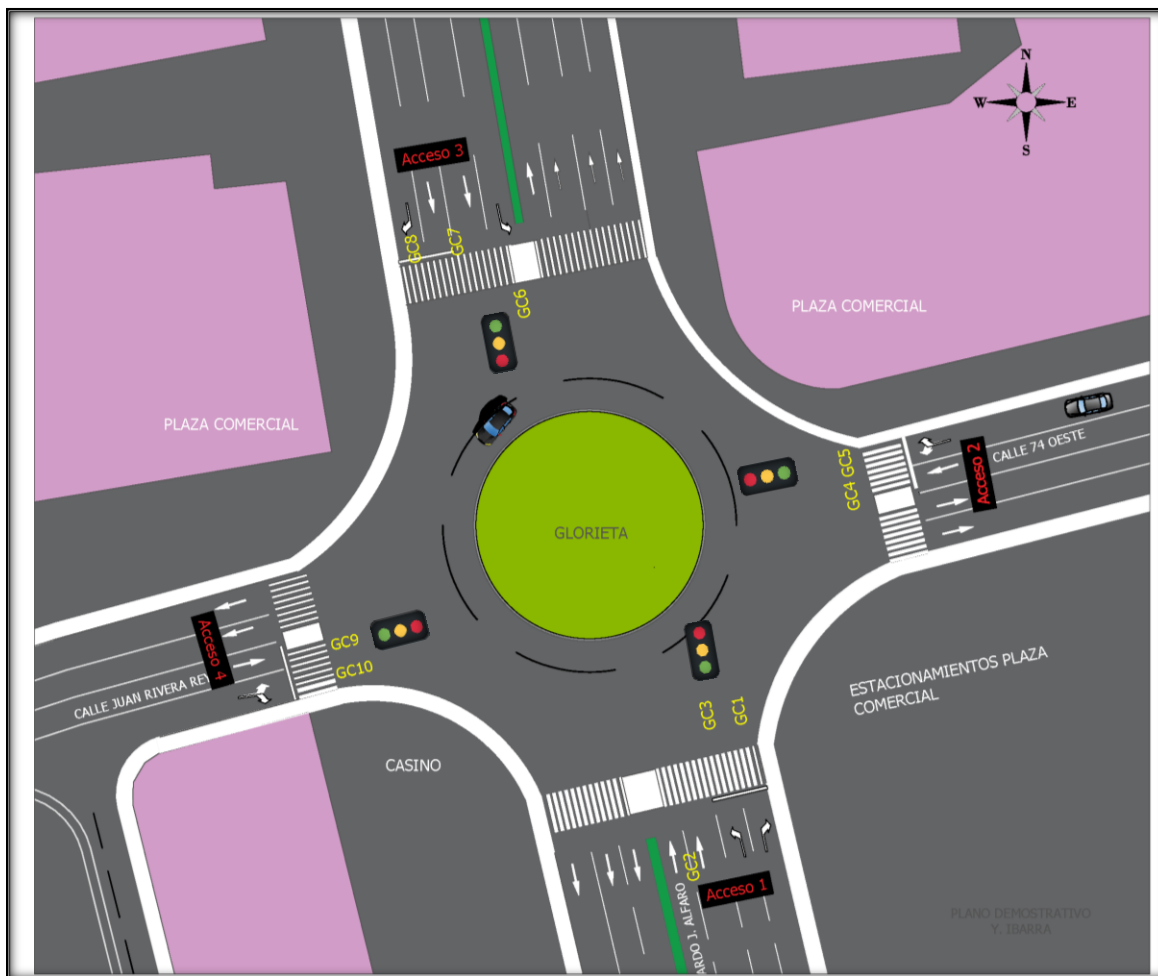 N
W E
S
Acceso 3
GC8
GC7
GC6
PLAZA COMERCIAL
PLAZA COMERCIAL
CALLE 74 OESTE
Acceso 2
GC4 GC5
GLORIETA
Acceso 4
GC9
GC10
CALLE JUAN RIVERA REY
GC3
GC1
ESTACIONAMIENTOS PLAZA
COMERCIAL
CASINO
GC2
Acceso 1
ARDO J. ALFARO
PLANO DEMOSTRATIVO
Y. IBARRA